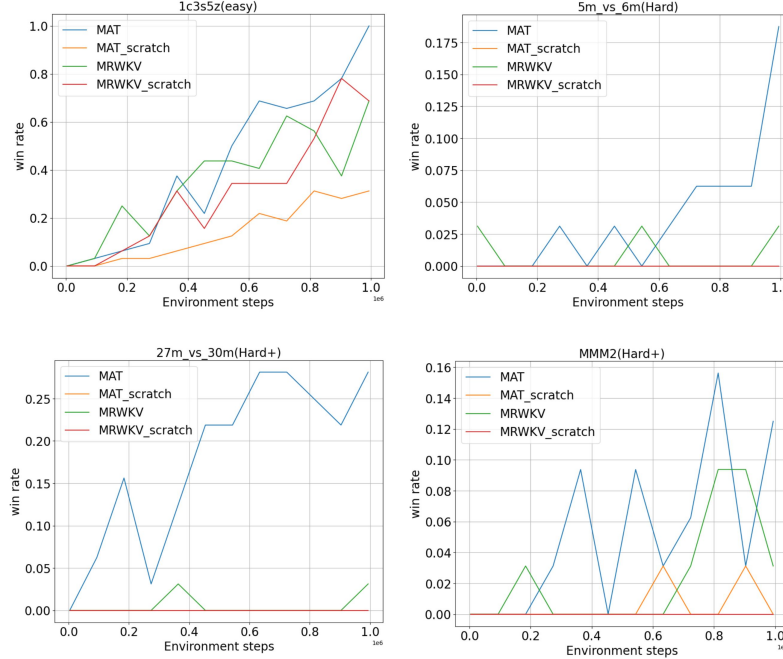 1c3s5z(easy)
MAT
MAT_scratch
MRWKV
MRWKV_scratch
win rate
1.0
0.8
0.6
0.4
0.2
0.0
0.0 0.2 0.4 0.6 0.8 1.0
1e6
Environment steps
5m_vs_6m(Hard)
MAT
MAT_scratch
MRWKV
MRWKV_scratch
win rate
0.175
0.150
0.125
0.100
0.075
0.050
0.025
0.000
0.0 0.2 0.4 0.6 0.8
Environment steps
27m_vs_30m(Hard+)
MAT
MAT_scratch
MRWKV
MRWKV_scratch
win rate
0.25
0.20
0.15
0.10
0.05
0.00
0.0 0.2 0.4 0.6 0.8 1.0
1e6
Environment steps
MMM2(Hard+)
MAT
MAT_scratch
MRWKV
MRWKV_scratch
win rate
0.16
0.14
0.12
0.10
0.08
0.06
0.04
0.02
0.00
0.0 0.2 0.4 0.6 0.8 1.0
Environment steps